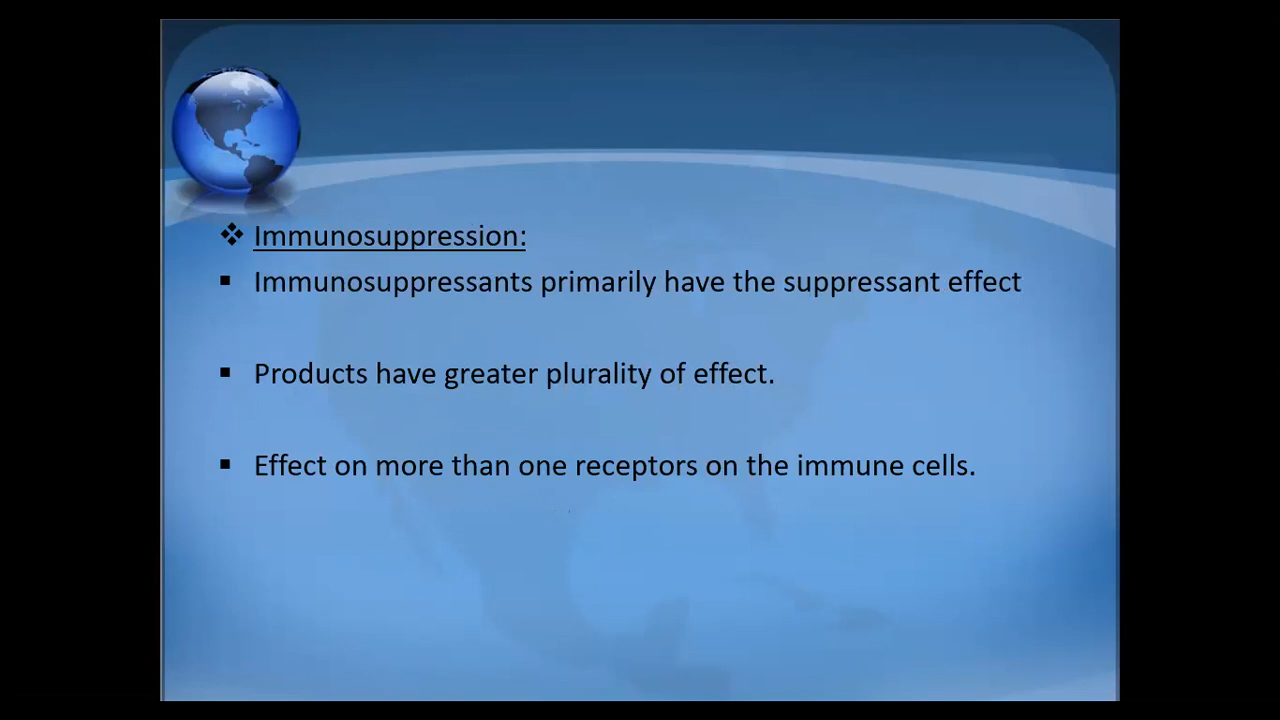 ❖ Immunosuppression:
▪ Immunosuppressants primarily have the suppressant effect
▪ Products have greater plurality of effect.
▪ Effect on more than one receptors on the immune cells.